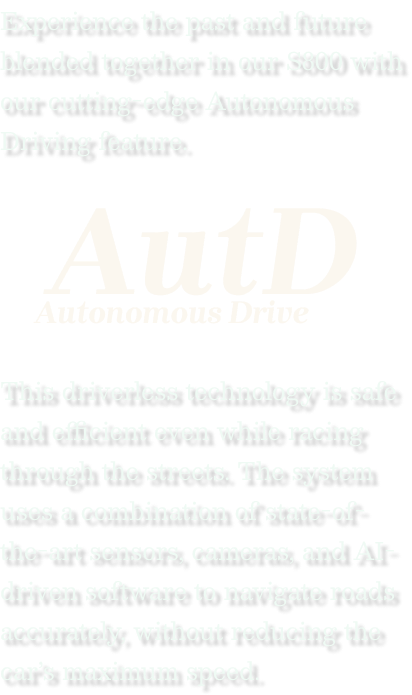 Experience the past and future
blended together in our S800 with
our cutting-edge Autonomous
Driving feature.
AutD
Autonomous Drive
This driverless technology is safe
and efficient even while racing
through the streets. The system
uses a combination of state-of-
the-art sensors, cameras, and AI-
driven software to navigate roads
accurately, without reducing the
car's maximum speed.